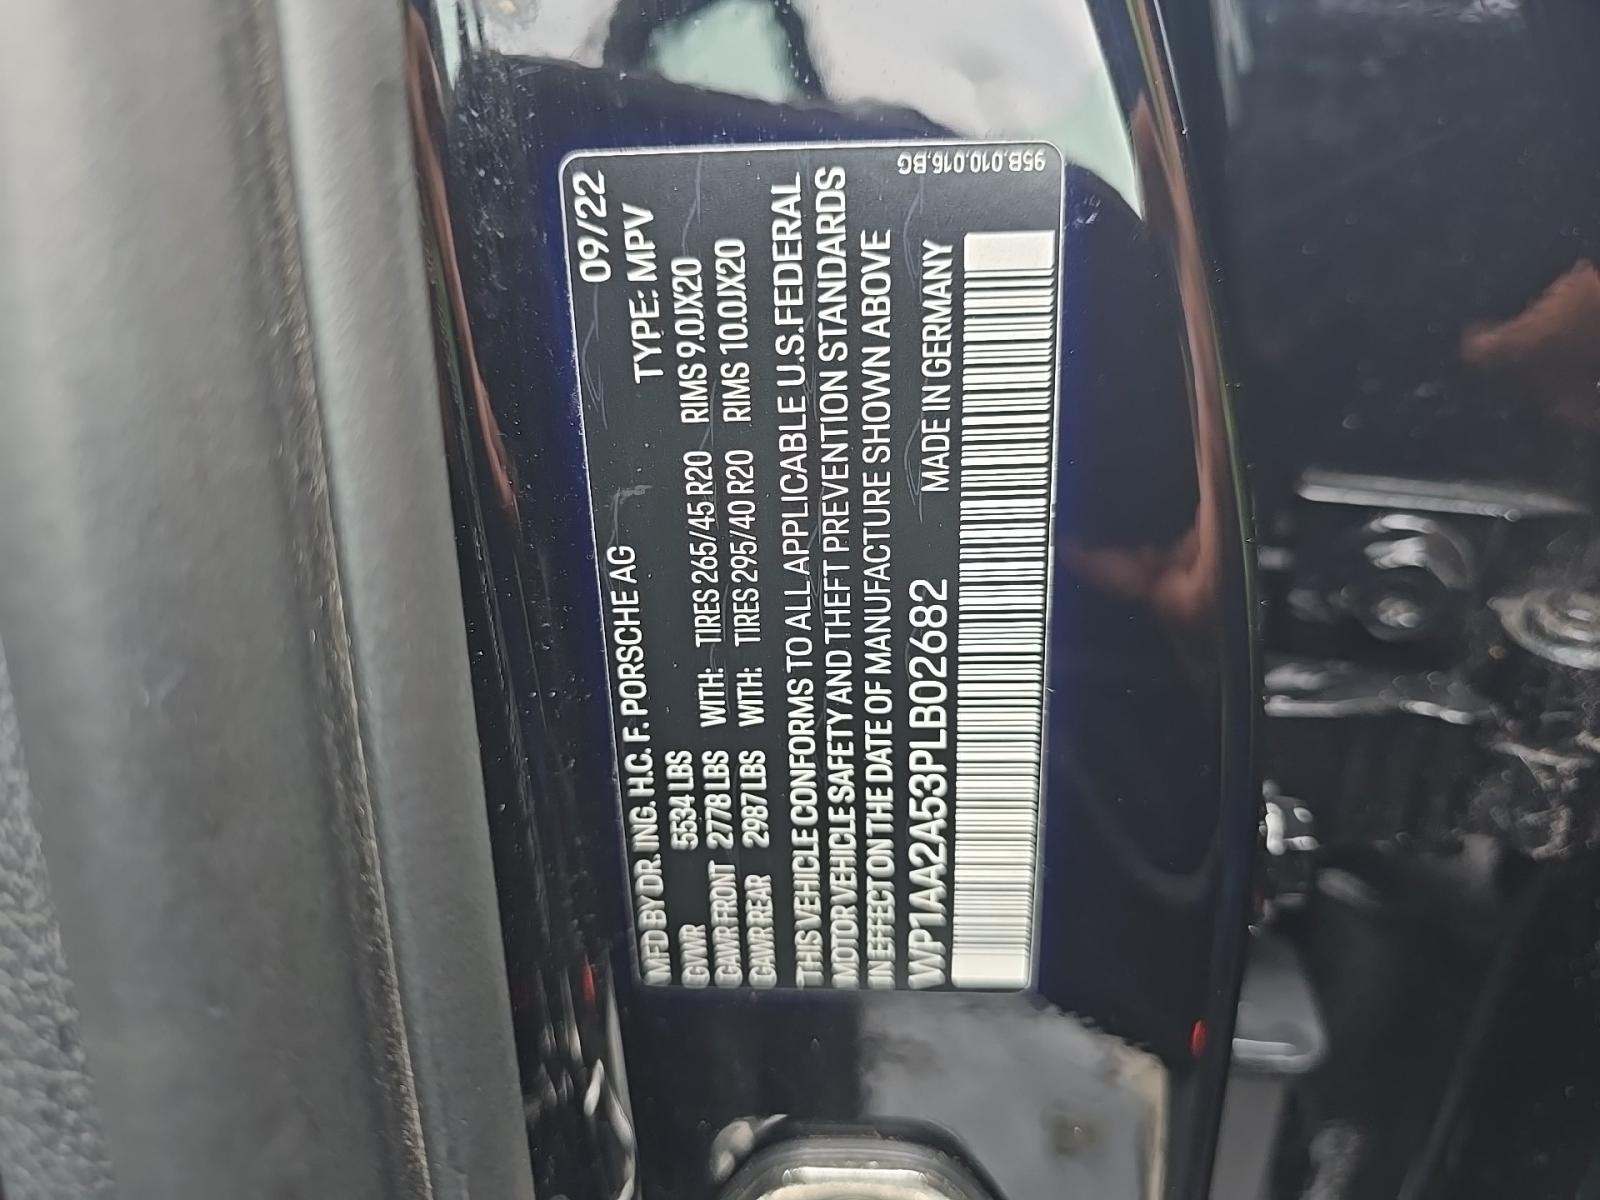 09/22
MFD BY DR. ING. H.C. F. PORSCHE AG TYPE: MPV
GVWR 5534 LBS
GAWR FRONT 2778 LBS WITH: TIRES 265/45 R20 RIMS 9.0JX20
GAWR REAR 2987 LBS WITH: TIRES 295/40 R20 RIMS 10.0JX20
THIS VEHICLE CONFORMS TO ALL APPLICABLE U.S.FEDERAL
MOTOR VEHICLE SAFETY AND THEFT PREVENTION STANDARDS
IN EFFECT ON THE DATE OF MANUFACTURE SHOWN ABOVE
WP1AA2A53PLB02682 MADE IN GERMANY
95B.010.016.BG